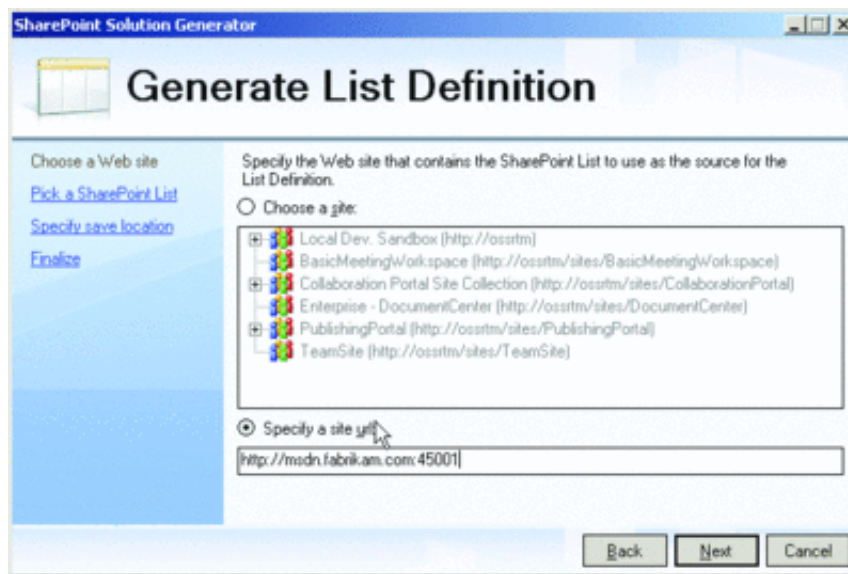 SharePoint Solution Generator
Generate List Definition
Choose a Web site
Pick a SharePoint List
Specify save location
Finalize
Specify the Web site that contains the SharePoint List to use as the source for the
List Definition.
Choose a site:
Local Dev. Sandbox (http://ossrtm)
BasicMeetingWorkspace (http://ossrtm/sites/BasicMeetingWorkspace)
Collaboration Portal Site Collection (http://ossrtm/sites/CollaborationPortal)
Enterprise - DocumentCenter (http://ossrtm/sites/DocumentCenter)
PublishingPortal (http://ossrtm/sites/PublishingPortal)
TeamSite (http://ossrtm/sites/TeamSite)
Specify a site url:
http://msdn.fabrikam.com:45001
Back
Next
Cancel